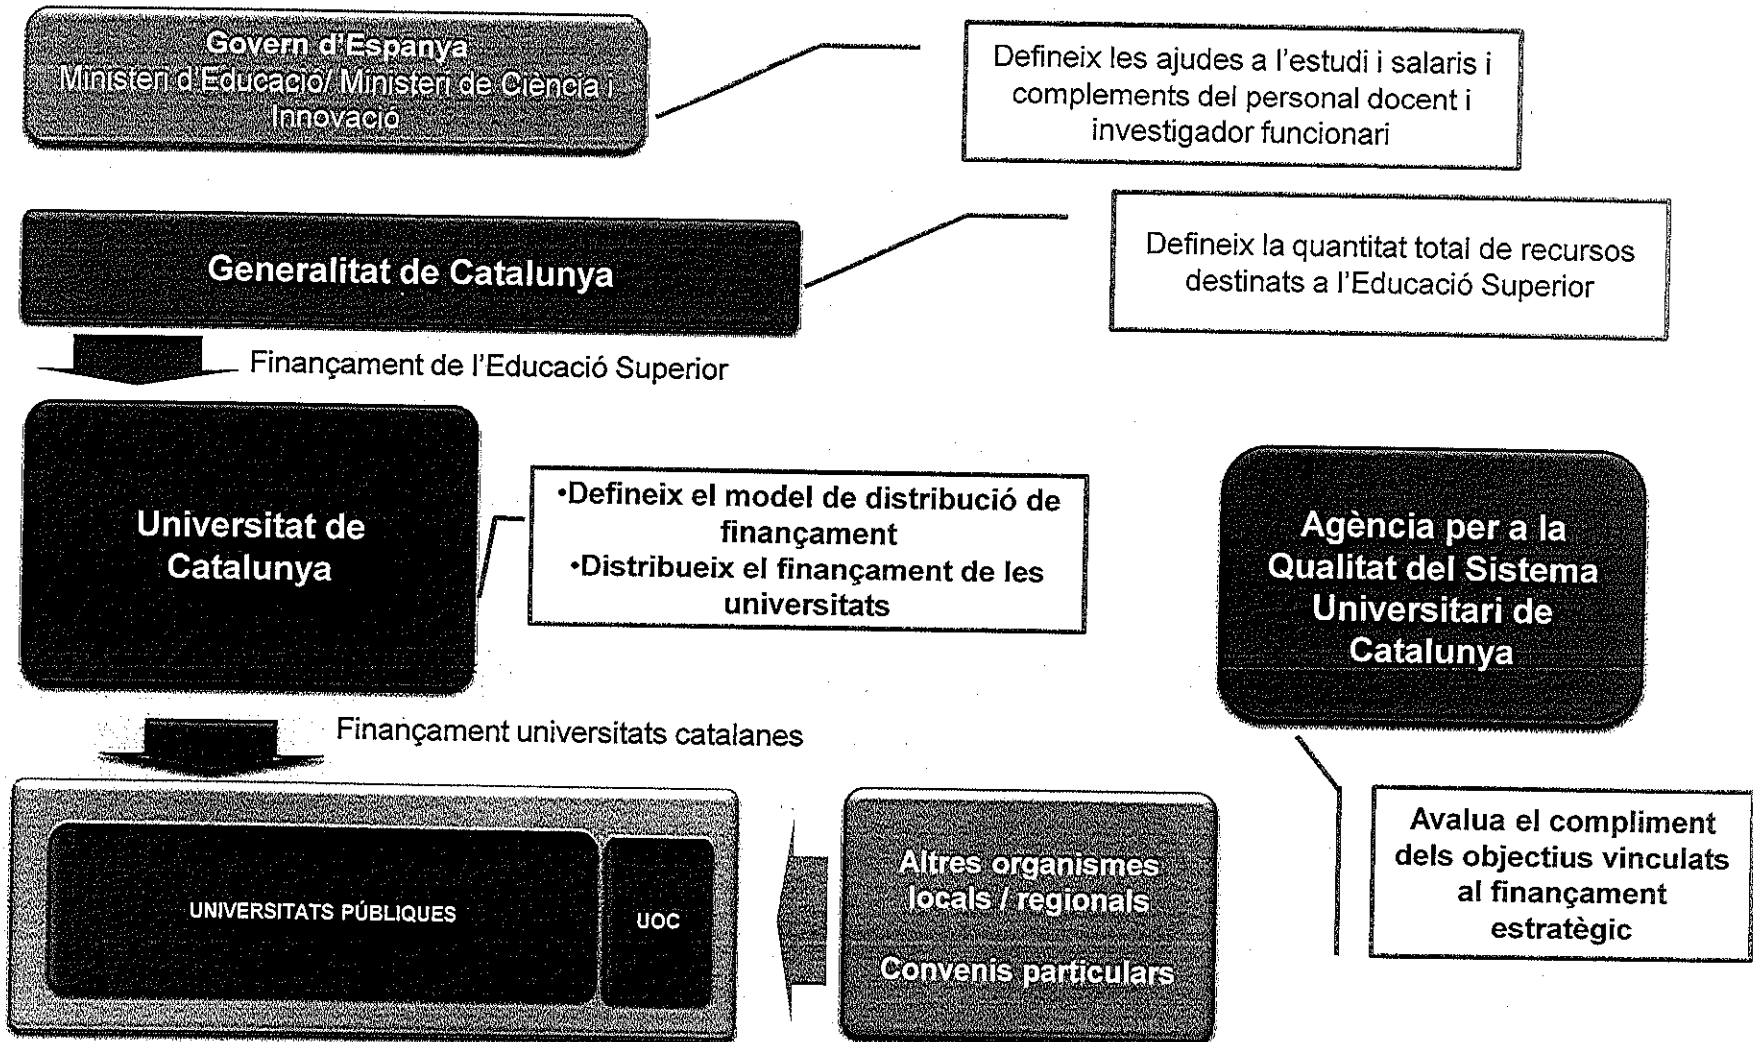 Govern d'Espanya
Ministeri d'Educació/ Ministeri de Ciència i
Innovació
Defineix les ajudes a l'estudi i salaris i
complements del personal docent i
investigador funcionari
Generalitat de Catalunya
Defineix la quantitat total de recursos
destinats a l'Educació Superior
Finançament de l'Educació Superior
Universitat de
Catalunya
•Defineix el model de distribució de
finançament
•Distribueix el finançament de les
universitats
Agència per a la
Qualitat del Sistema
Universitari de
Catalunya
Finançament universitats catalanes
UNIVERSITATS PÚBLIQUES
UOC
Altres organismes
locals / regionals
Convenis particulars
Avalua el compliment
dels objectius vinculats
al finançament
estratègic